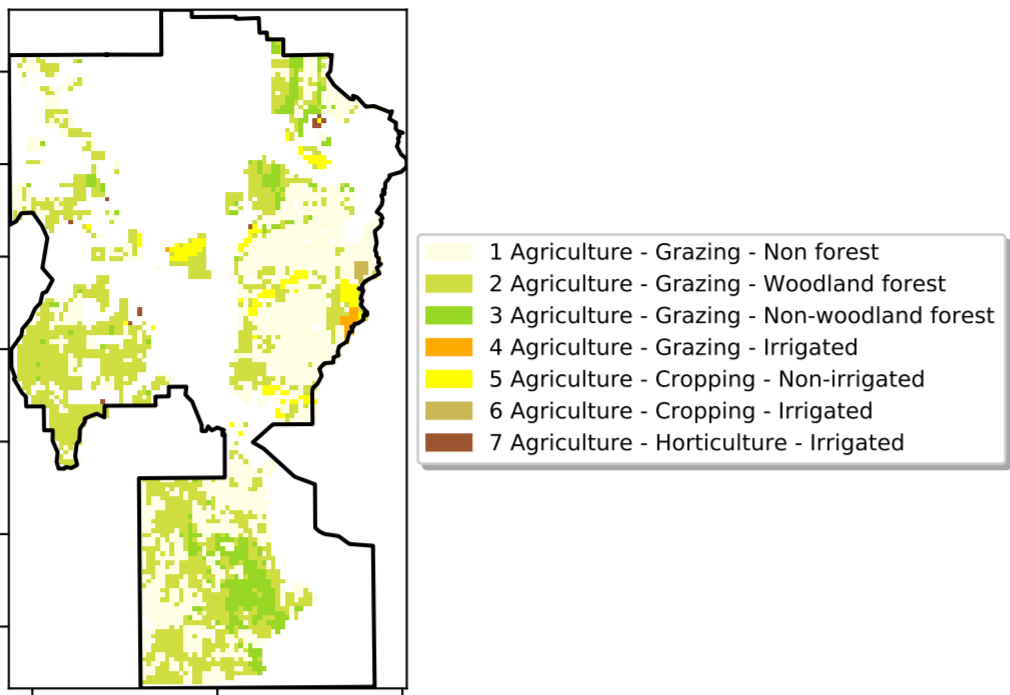 1 Agriculture - Grazing - Non forest
2 Agriculture - Grazing - Woodland forest
3 Agriculture - Grazing - Non-woodland forest
4 Agriculture - Grazing - Irrigated
5 Agriculture - Cropping - Non-irrigated
6 Agriculture - Cropping - Irrigated
7 Agriculture - Horticulture - Irrigated